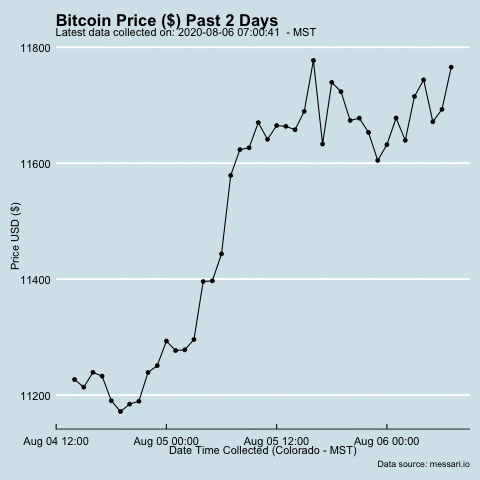 Bitcoin Price ($) Past 2 Days
Latest data collected on: 2020-08-06 07:00:41  - MST
11800
11600
11400
11200
Price USD ($)
Aug 04 12:00
Aug 05 00:00
Aug 05 12:00
Aug 06 00:00
Date Time Collected (Colorado - MST)
Data source: messari.io